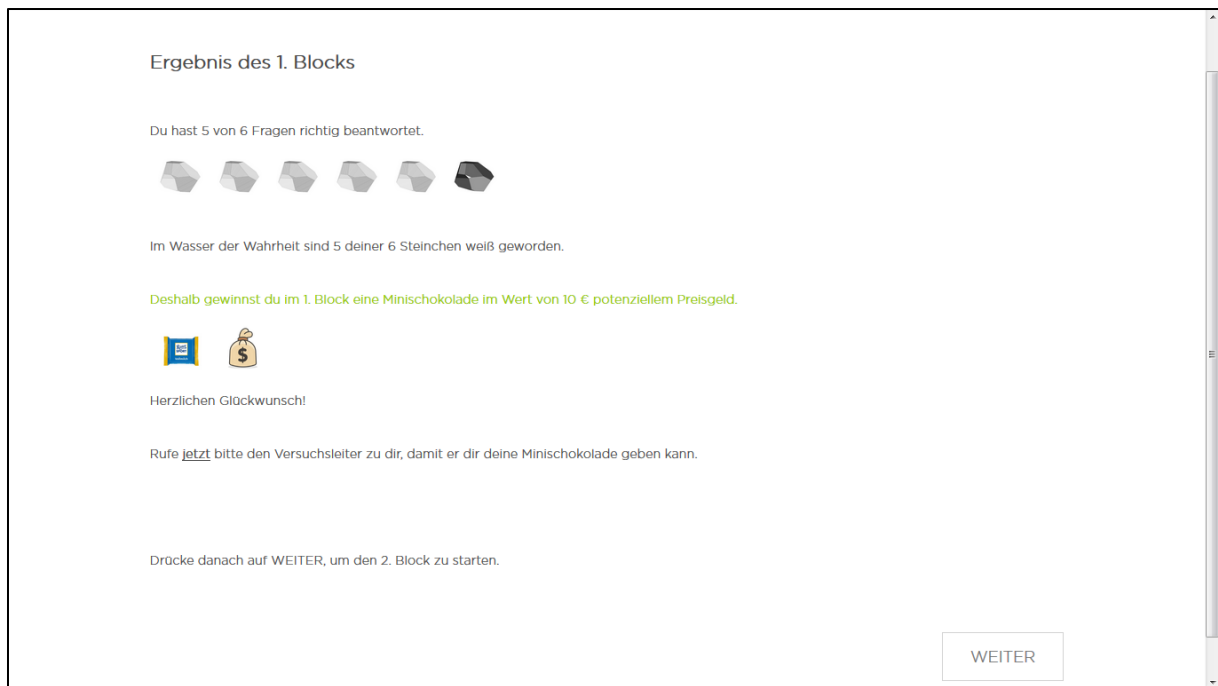 Ergebnis des 1. Blocks
Du hast 5 von 6 Fragen richtig beantwortet.
Im Wasser der Wahrheit sind 5 deiner 6 Steinchen weiß geworden.
Deshalb gewinnst du im 1. Block eine Minischokolade im Wert von 10 € potenziellem Preisgeld.
$
Herzlichen Glückwunsch!
Rufe jetzt bitte den Versuchsleiter zu dir, damit er dir deine Minischokolade geben kann.
Drücke danach auf WEITER, um den 2. Block zu starten.
WEITER